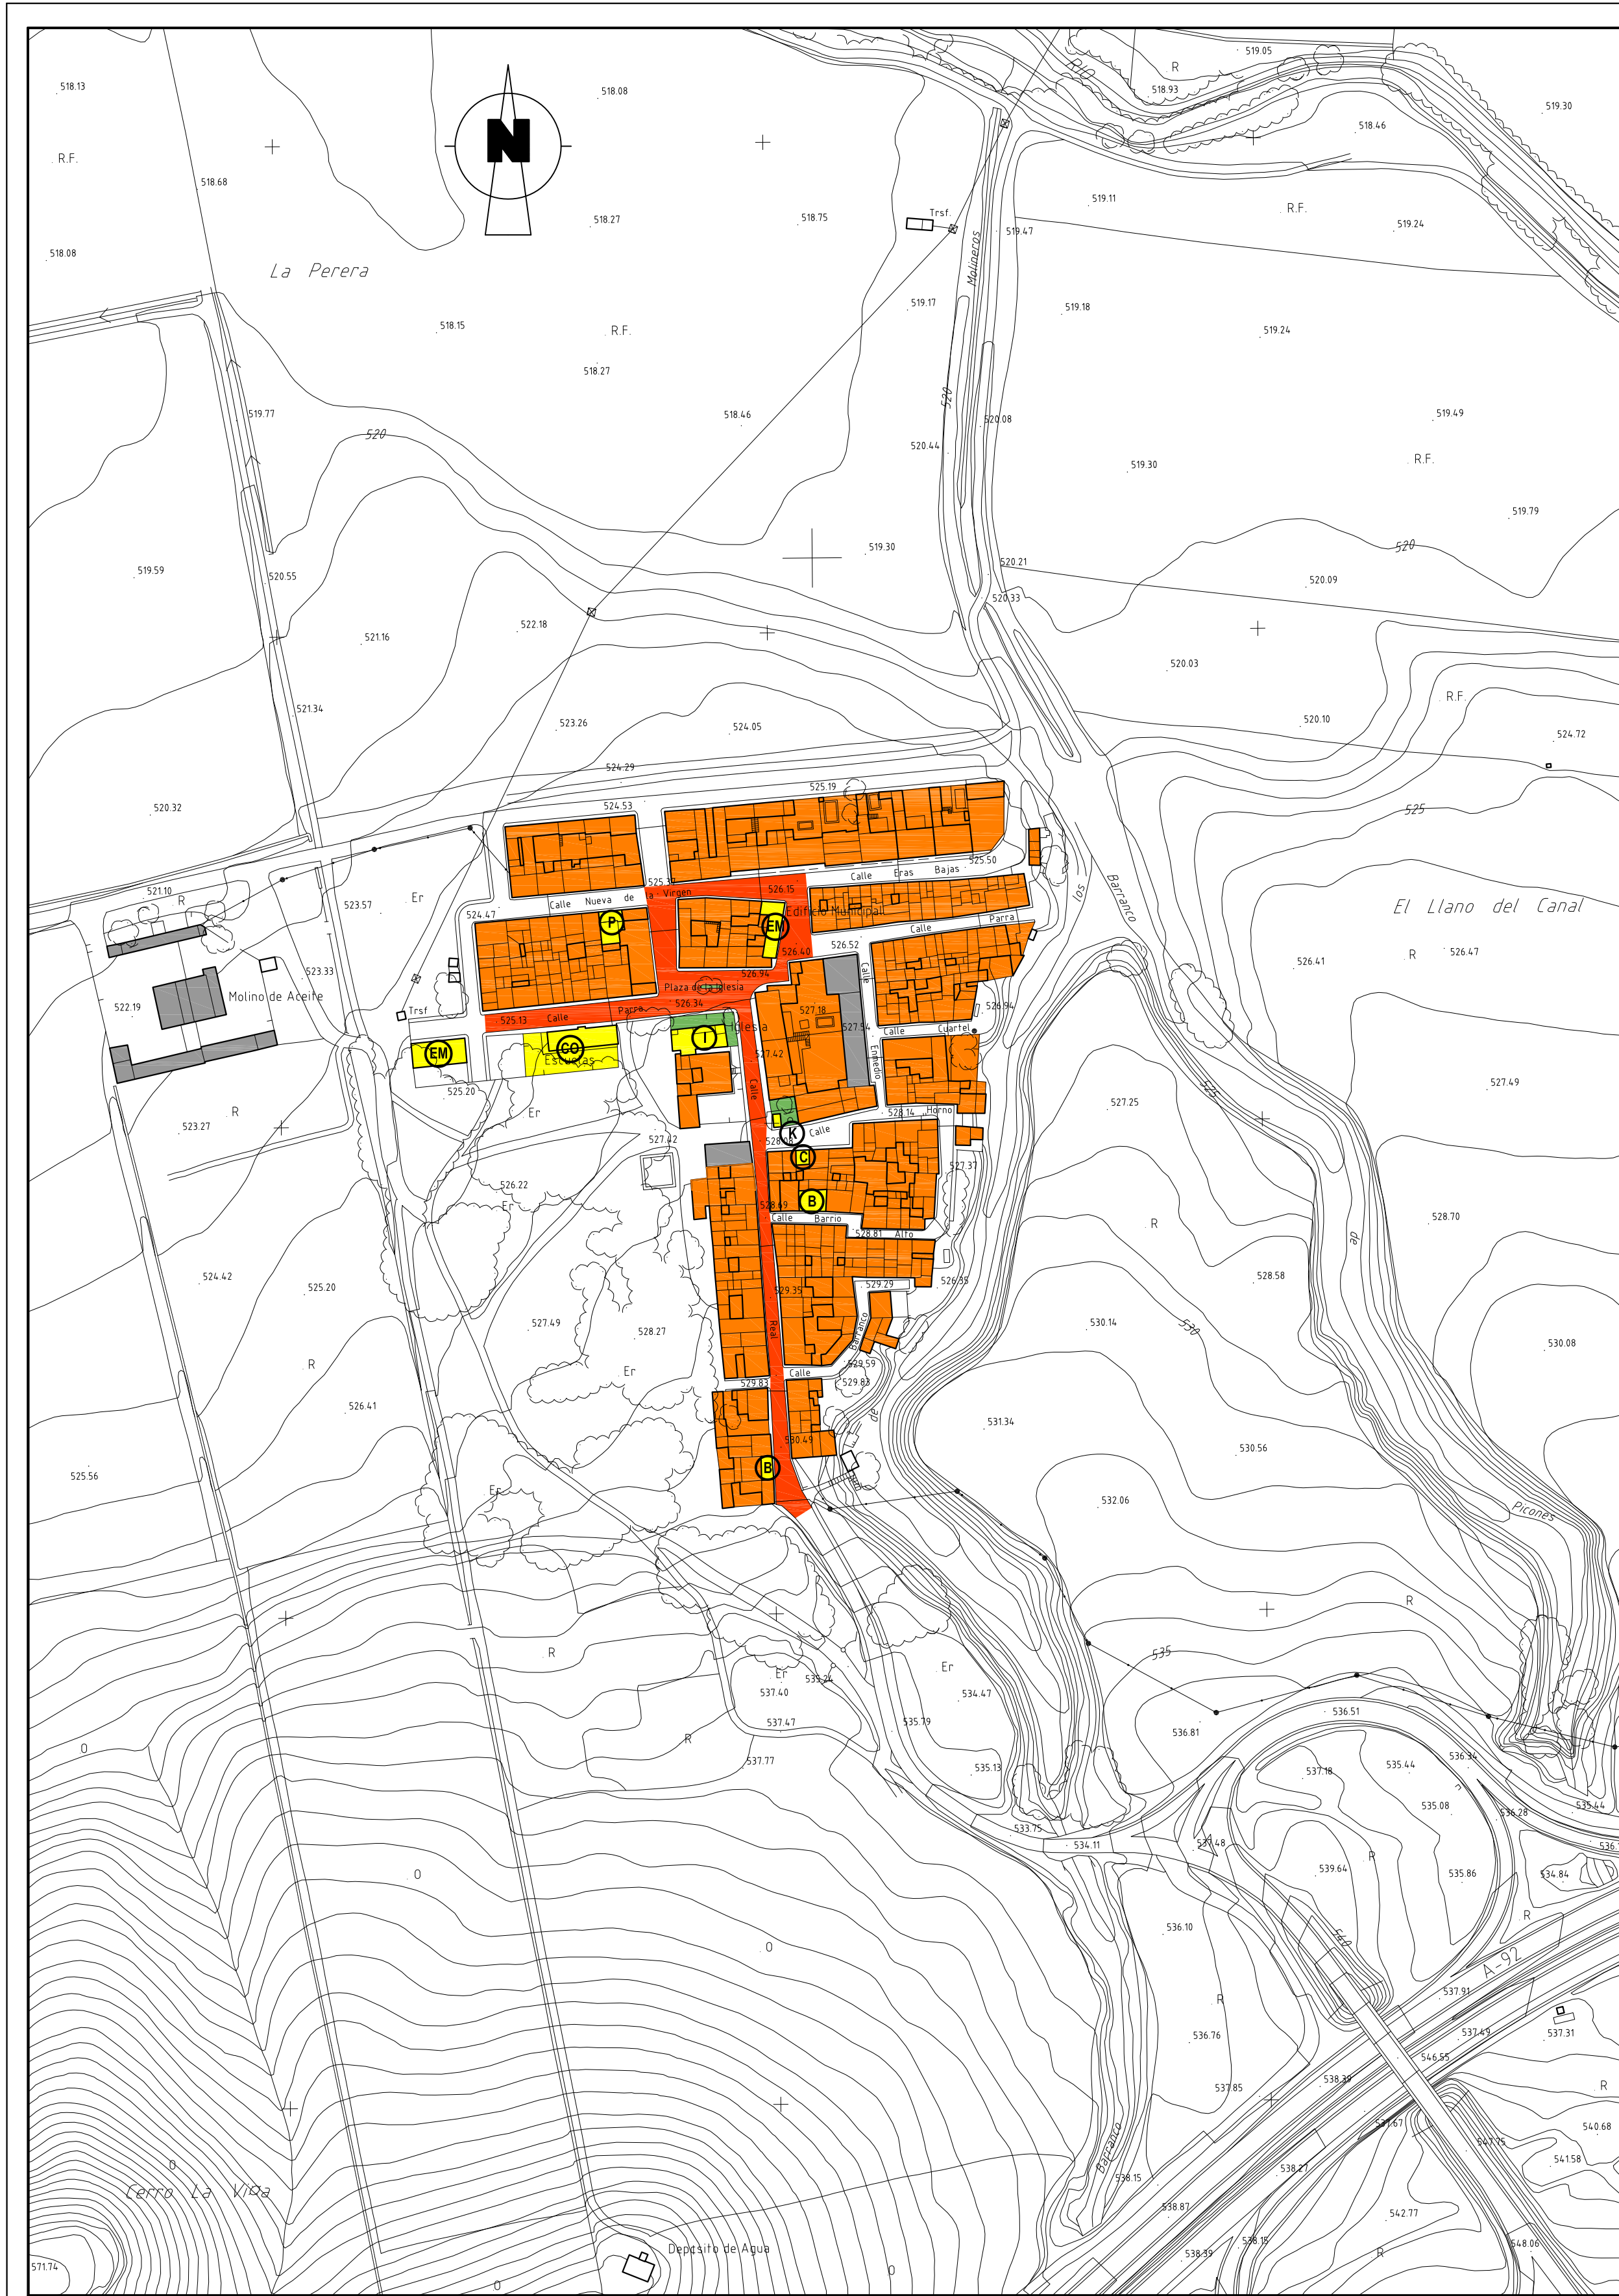 519.05
RIO
R
518.13
518.08
518.93
519.30
N
518.46
R.F.
518.68
519.11
R.F.
Trsf.
518.27
518.75
519.24
519.47
518.08
Molineros
La Perera
519.17
519.18
518.15
R.F.
519.24
518.27
520
519.77
518.46
520.08
519.49
520
520.44
519.30
R.F.
519.79
519.30
520
520.21
519.59
520.55
520.09
520.33
522.18
521.16
520.03
R.F.
521.34
523.26
524.05
520.10
524.72
524.29
525.19
520.32
524.53
525
525.50
Calle Eras Bajas
525.37
521.10
R
Er
Calle Nueva de la Virgen
526.15
Barranco
los
523.57
524.47
P
EM
Edificio Municipal
Parra
Calle
El Llano del Canal
526.40
526.52
R
526.47
526.41
523.33
526.94
Calle
Plaza de la Iglesia
Molino de Aceite
522.19
526.34
527.18
526.94
Trsf
525.13
Calle
Parra
527.54
Calle Cuartel
I
Iglesia
EM
CO
Escuelas
527.42
Enmedio
527.49
525.20
Calle
525
R
Er
527.25
523.27
528.14
Horno
K
Calle
527.42
528.08
C
527.37
526.22
Er
B
528.69
Calle Barrio
Alto
528.81
R
528.70
de
524.42
525.20
528.58
529.29
526.35
529.35
527.49
528.27
Real
530.14
530
Barranco
530.08
R
Er
529.59
Calle
529.83
529.83
526.41
de
531.34
530.49
530.56
525.56
B
Er
532.06
Picones
R
R
535
Er
535.24
Er
537.40
534.47
537.47
535.79
536.51
536.81
R
O
537.77
535.13
536.34
537.18
535.44
535.08
535.44
536.28
533.75
534.11
537.48
536.
R
O
539.64
535.86
534.84
R
536.10
540
O
A-92
537.91
R
537.49
537.31
536.76
546.55
538.39
537.85
R
537.67
540.68
Barranco
547.75
541.58
O
538.27
538.15
Cerro La Viña
538.87
542.77
538.15
548.06
Depósito de Agua
538.39
R
571.74
O
O